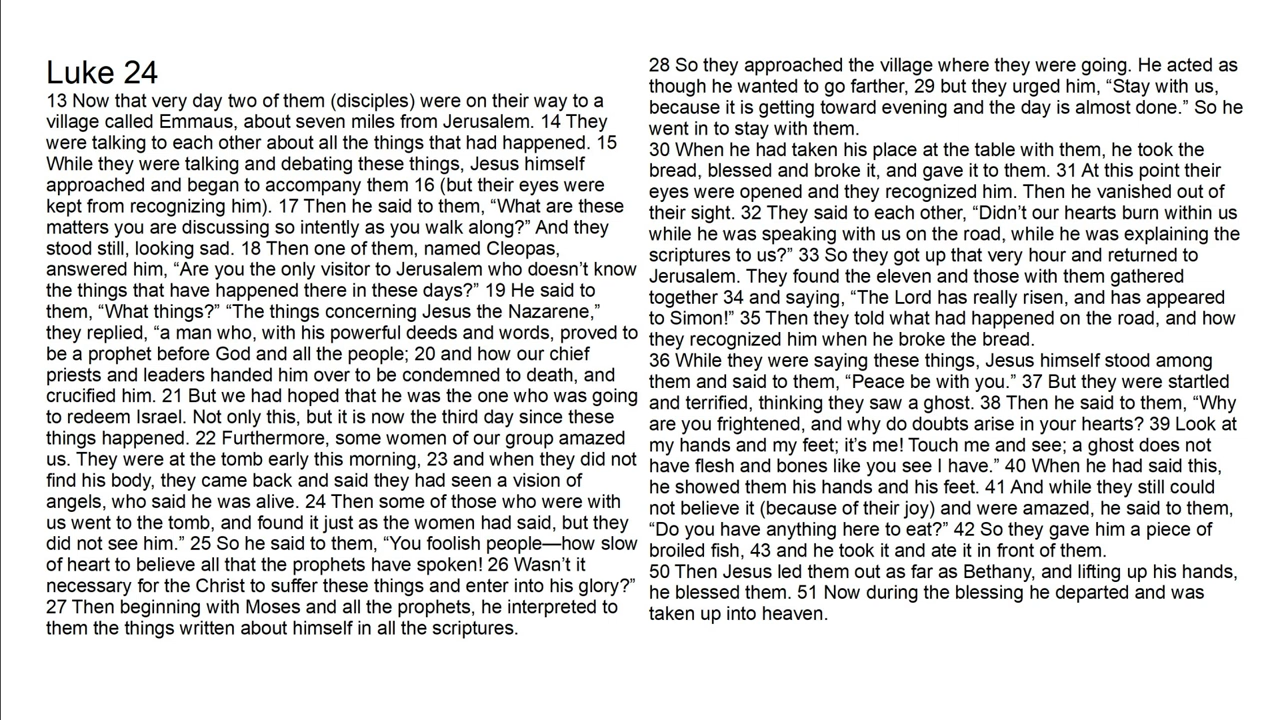 Luke 24
13 Now that very day two of them (disciples) were on their way to a
village called Emmaus, about seven miles from Jerusalem. 14 They
were talking to each other about all the things that had happened. 15
While they were talking and debating these things, Jesus himself
approached and began to accompany them 16 (but their eyes were
kept from recognizing him). 17 Then he said to them, “What are these
matters you are discussing so intently as you walk along?” And they
stood still, looking sad. 18 Then one of them, named Cleopas,
answered him, “Are you the only visitor to Jerusalem who doesn’t know
the things that have happened there in these days?” 19 He said to
them, “What things?” “The things concerning Jesus the Nazarene,”
they replied, “a man who, with his powerful deeds and words, proved to
be a prophet before God and all the people; 20 and how our chief
priests and leaders handed him over to be condemned to death, and
crucified him. 21 But we had hoped that he was the one who was going
to redeem Israel. Not only this, but it is now the third day since these
things happened. 22 Furthermore, some women of our group amazed
us. They were at the tomb early this morning, 23 and when they did not
find his body, they came back and said they had seen a vision of
angels, who said he was alive. 24 Then some of those who were with
us went to the tomb, and found it just as the women had said, but they
did not see him.” 25 So he said to them, “You foolish people—how slow
of heart to believe all that the prophets have spoken! 26 Wasn’t it
necessary for the Christ to suffer these things and enter into his glory?”
27 Then beginning with Moses and all the prophets, he interpreted to
them the things written about himself in all the scriptures.
28 So they approached the village where they were going. He acted as
though he wanted to go farther, 29 but they urged him, “Stay with us,
because it is getting toward evening and the day is almost done.” So he
went in to stay with them.
30 When he had taken his place at the table with them, he took the
bread, blessed and broke it, and gave it to them. 31 At this point their
eyes were opened and they recognized him. Then he vanished out of
their sight. 32 They said to each other, “Didn’t our hearts burn within us
while he was speaking with us on the road, while he was explaining the
scriptures to us?” 33 So they got up that very hour and returned to
Jerusalem. They found the eleven and those with them gathered
together 34 and saying, “The Lord has really risen, and has appeared
to Simon!” 35 Then they told what had happened on the road, and how
they recognized him when he broke the bread.
36 While they were saying these things, Jesus himself stood among
them and said to them, “Peace be with you.” 37 But they were startled
and terrified, thinking they saw a ghost. 38 Then he said to them, “Why
are you frightened, and why do doubts arise in your hearts? 39 Look at
my hands and my feet; it’s me! Touch me and see; a ghost does not
have flesh and bones like you see I have.” 40 When he had said this,
he showed them his hands and his feet. 41 And while they still could
not believe it (because of their joy) and were amazed, he said to them,
“Do you have anything here to eat?” 42 So they gave him a piece of
broiled fish, 43 and he took it and ate it in front of them.
50 Then Jesus led them out as far as Bethany, and lifting up his hands,
he blessed them. 51 Now during the blessing he departed and was
taken up into heaven.